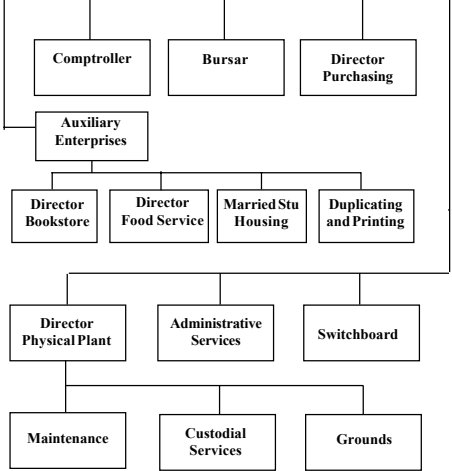 Comptroller
Bursar
Director
Purchasing
Auxiliary
Enterprises
Director
Bookstore
Director
Food Service
Married Stu
Housing
Duplicating
and Printing
Director
Physical Plant
Administrative
Services
Switchboard
Maintenance
Custodial
Services
Grounds